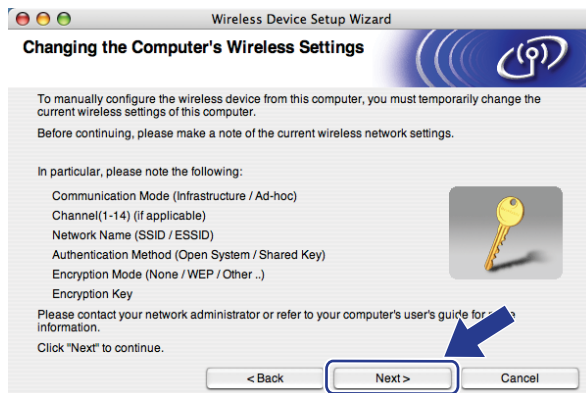 Wireless Device Setup Wizard
Changing the Computer's Wireless Settings
To manually configure the wireless device from this computer, you must temporarily change the
current wireless settings of this computer.
Before continuing, please make a note of the current wireless network settings.
In particular, please note the following:
Communication Mode (Infrastructure / Ad-hoc)
Channel(1-14) (if applicable)
Network Name (SSID / ESSID)
Authentication Method (Open System / Shared Key)
Encryption Mode (None / WEP / Other ..)
Encryption Key
Please contact your network administrator or refer to your computer's user's guide for
information.
Click "Next" to continue.
< Back Next > Cancel